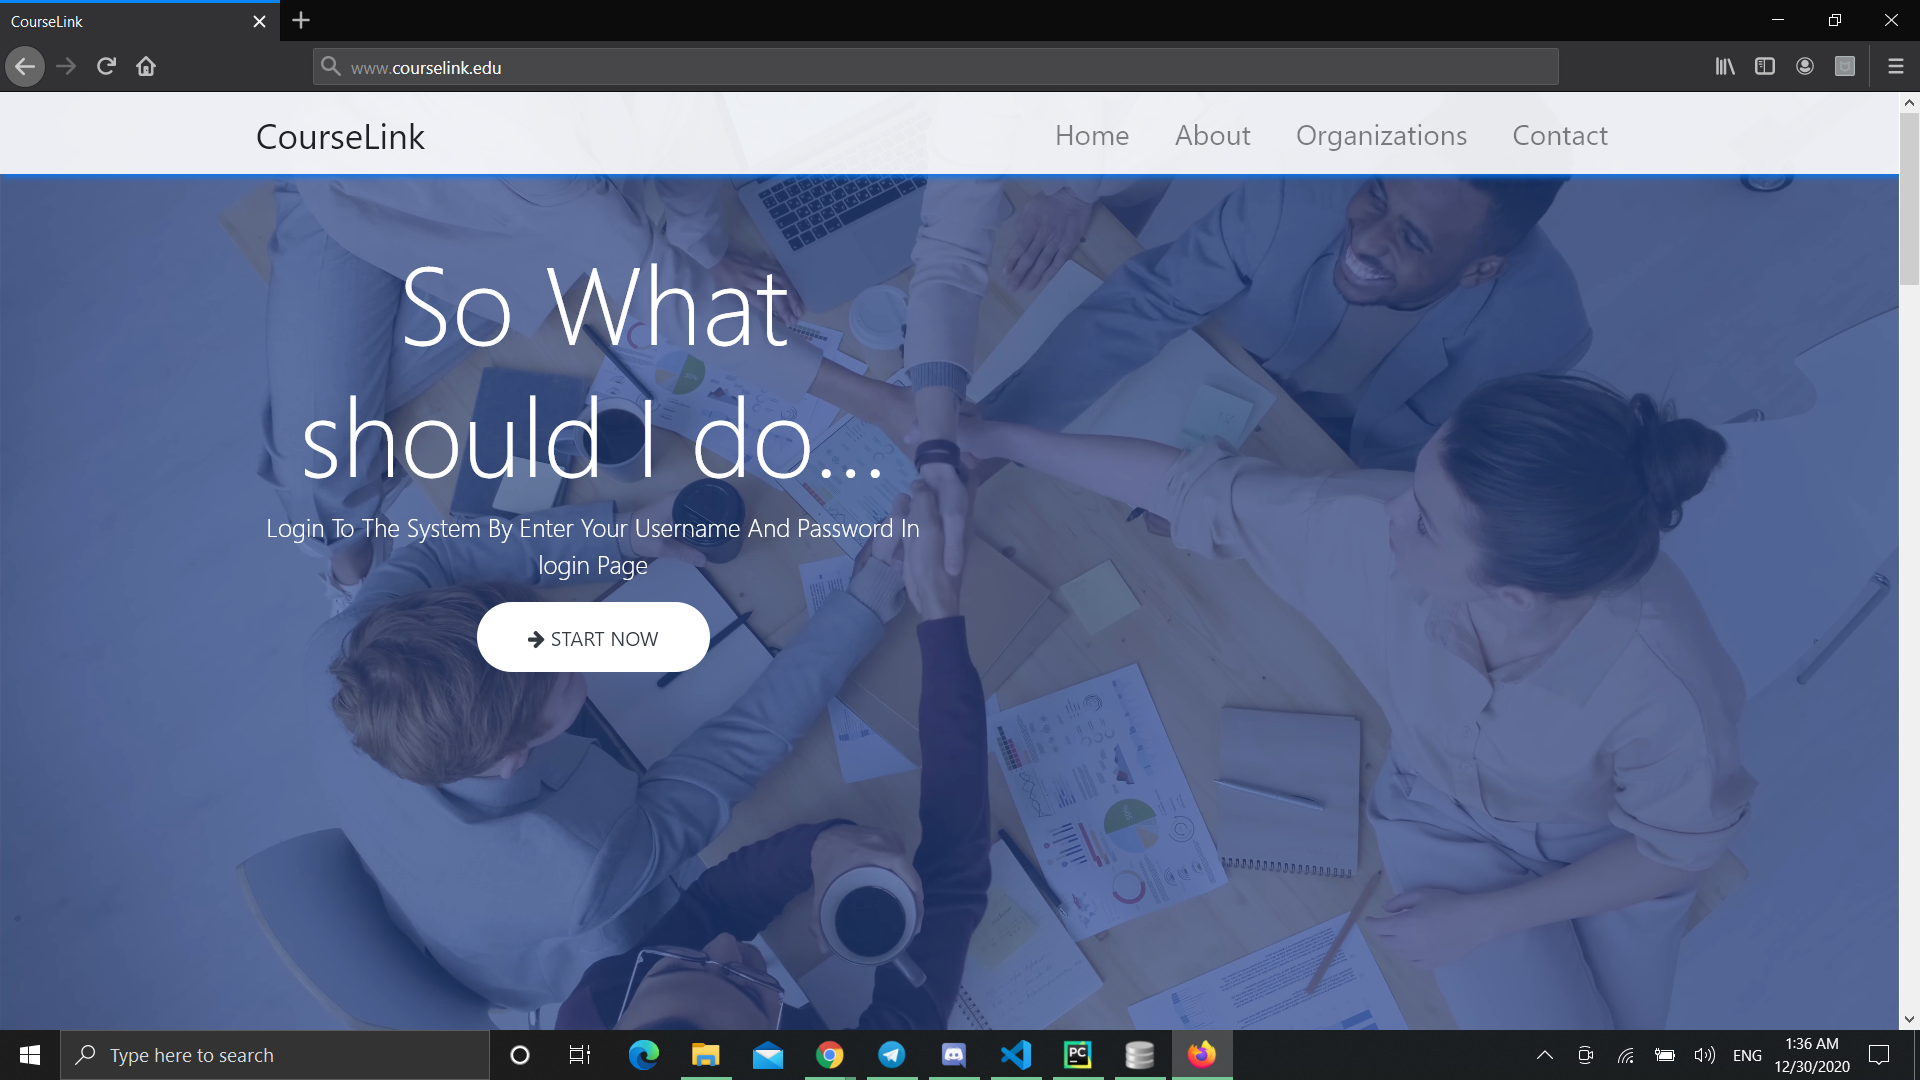 CourseLink
www.courselink.edu
CourseLink
Home About Organizations Contact
So What
should I do...
Login To The System By Enter Your Username And Password In
login Page
START NOW
Type here to search
PC
ENG
1:36 AM
12/30/2020